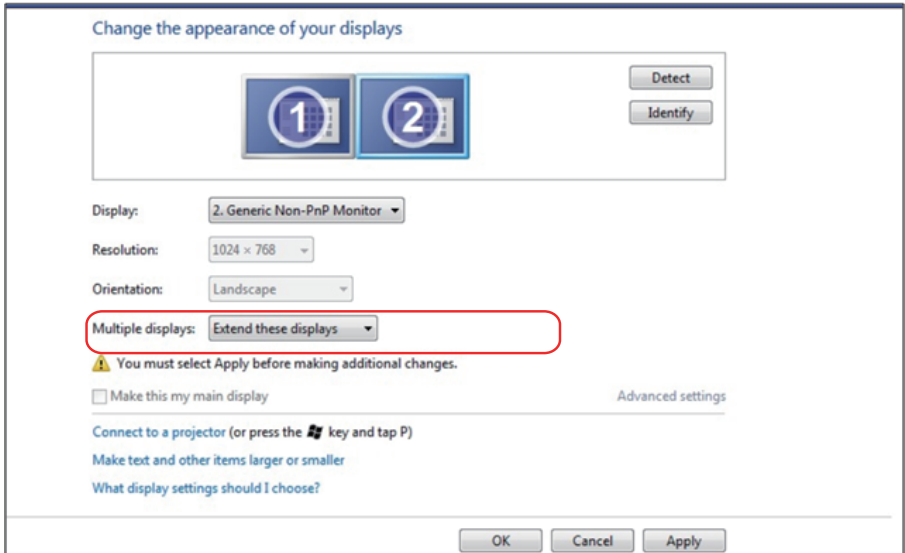 Change the appearance of your displays
1
2
Detect
Identify
Display: 2. Generic Non-PnP Monitor
Resolution: 1024 × 768
Orientation: Landscape
Multiple displays: Extend these displays
You must select Apply before making additional changes.
Make this my main display Advanced settings
Connect to a projector (or press the key and tap P)
Make text and other items larger or smaller
What display settings should I choose?
OK Cancel Apply